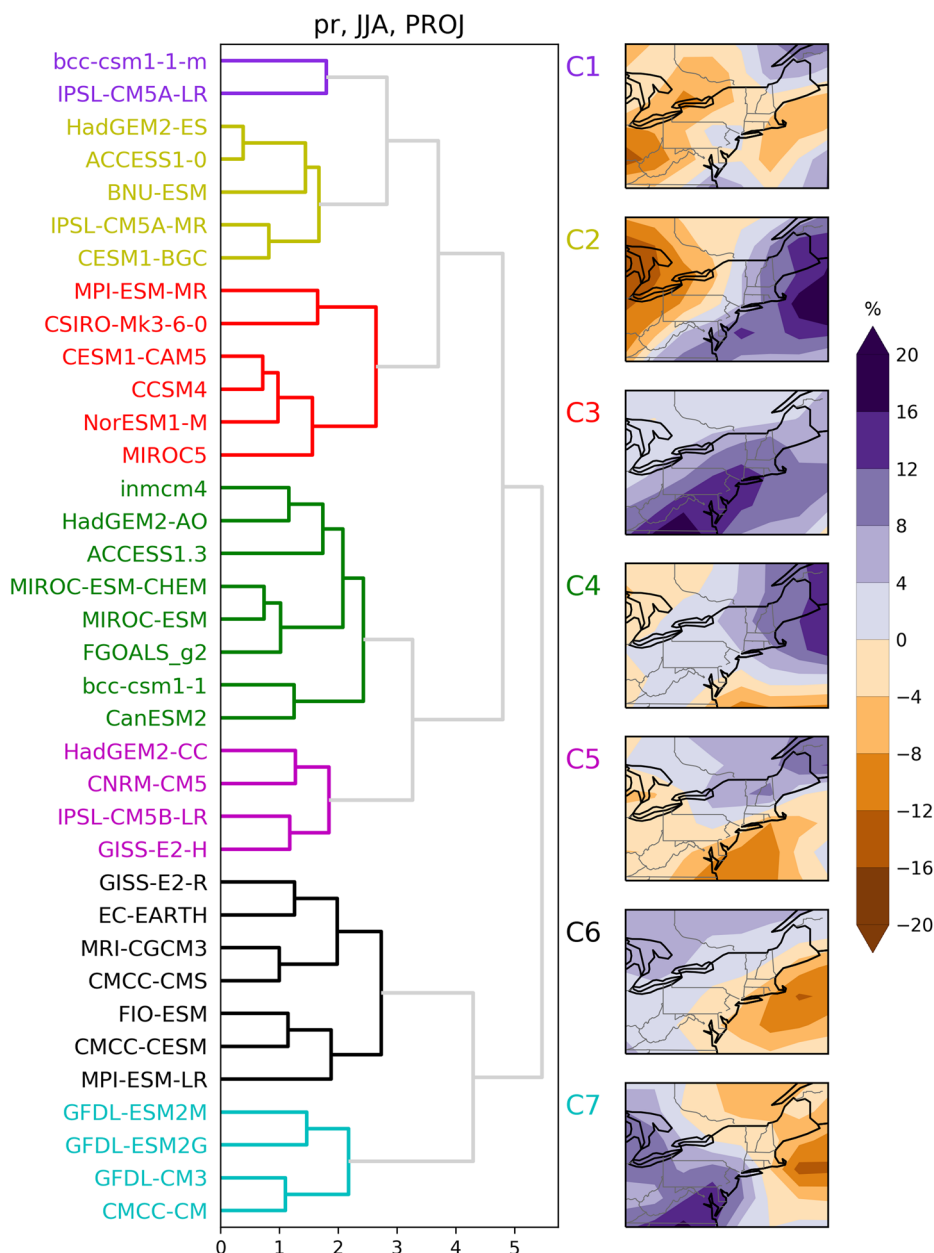 pr, JJA, PROJ
bcc-csm1-1-m
IPSL-CM5A-LR
HadGEM2-ES
ACCESS1-0
BNU-ESM
IPSL-CM5A-MR
CESM1-BGC
MPI-ESM-MR
CSIRO-Mk3-6-0
CESM1-CAM5
CCSM4
NorESM1-M
MIROC5
inmcm4
HadGEM2-AO
ACCESS1.3
MIROC-ESM-CHEM
MIROC-ESM
FGOALS_g2
bcc-csm1-1
CanESM2
HadGEM2-CC
CNRM-CM5
IPSL-CM5B-LR
GISS-E2-H
GISS-E2-R
EC-EARTH
MRI-CGCM3
CMCC-CMS
FIO-ESM
CMCC-CESM
MPI-ESM-LR
GFDL-ESM2M
GFDL-ESM2G
GFDL-CM3
CMCC-CM
0 1 2 3 4 5
C1
C2
C3
C4
C5
C6
C7
%
20
16
12
8
4
0
−4
−8
−12
−16
−20